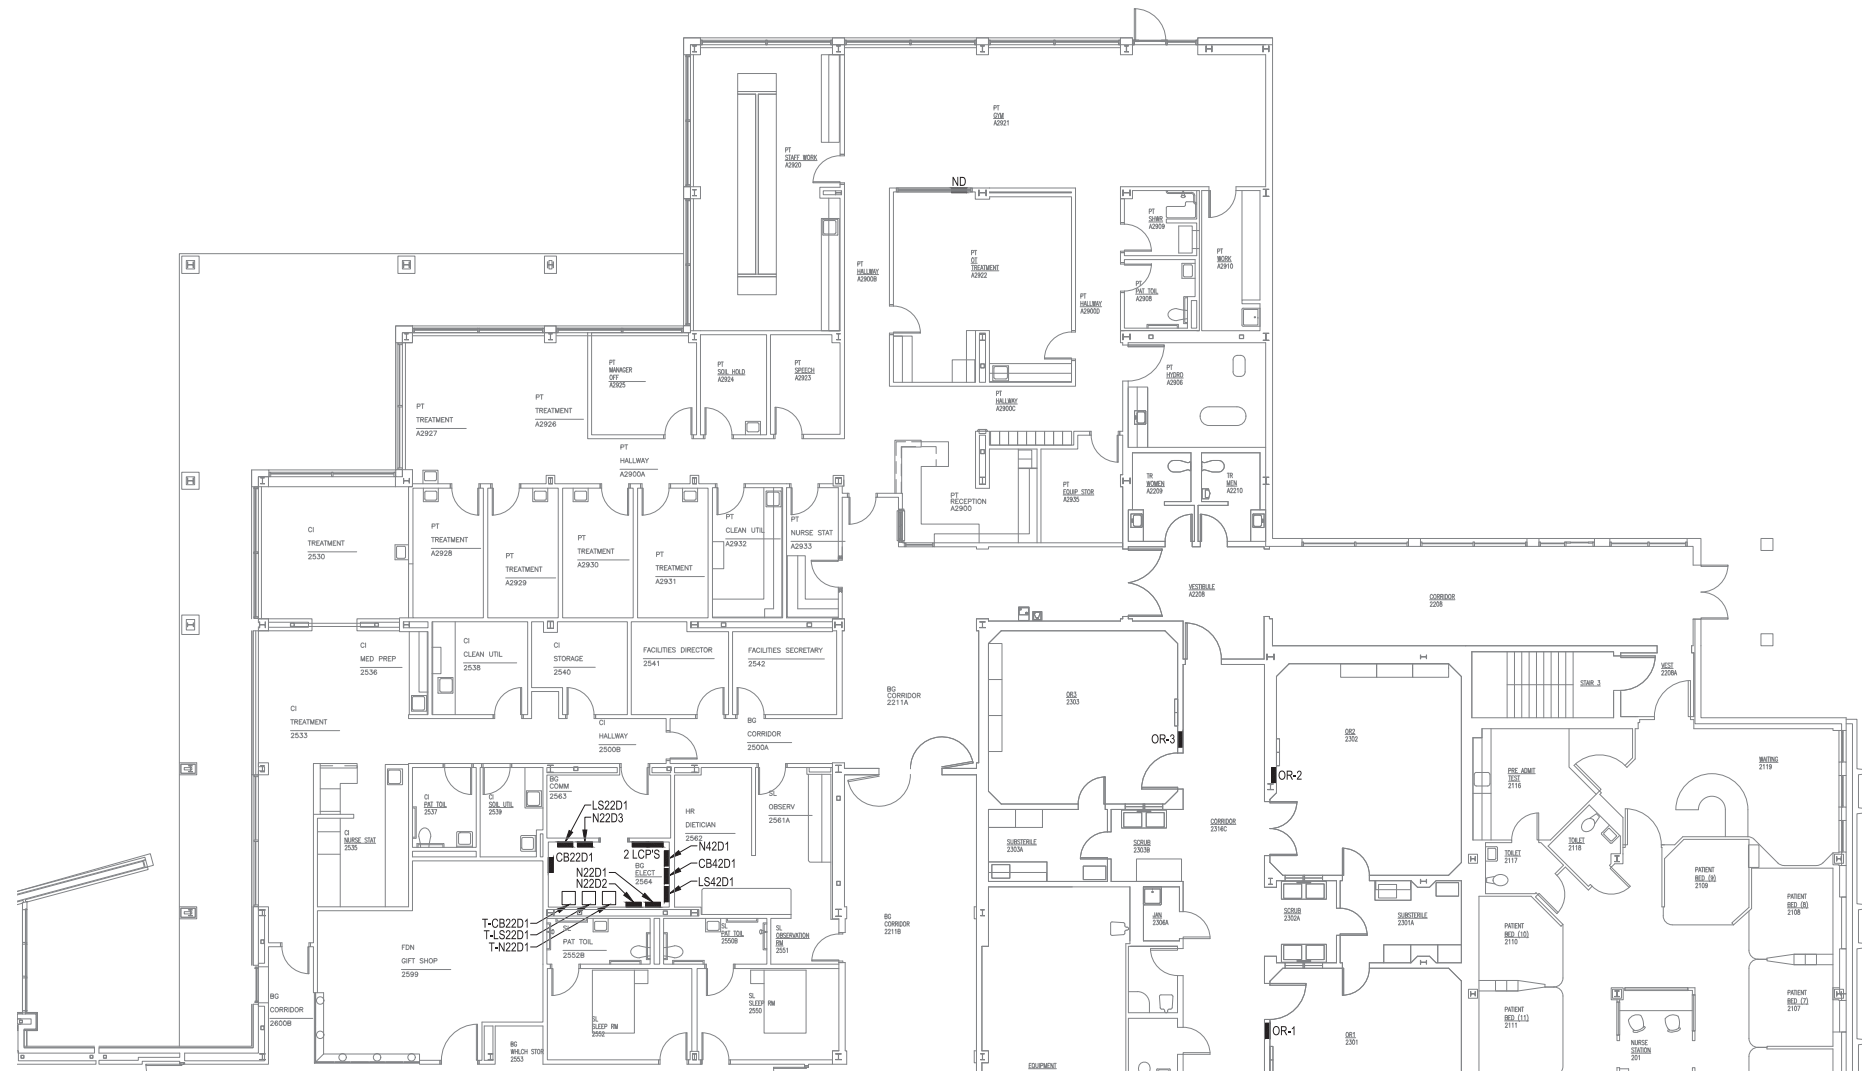 PT
GYM
A2921
PT
STAFF WORK
A2920
ND
PT
SHWR
A2909
PT
HALLWAY
A2900B
PT
OT
TREATMENT
A2922
PT
WORK
A2910
PT
PAT TOIL
A2908
PT
HALLWAY
A2900D
PT
MANAGER
OFF
A2925
PT
SOIL HOLD
A2924
PT
SPEECH
A2923
PT
HYDRO
A2906
PT
HALLWAY
A2900C
PT
TREATMENT
A2927
PT
TREATMENT
A2926
PT
HALLWAY
A2900A
PT
RECEPTION
A2900
PT
EQUIP STOR
A2935
TR
WOMEN
A2209
TR
MEN
A2210
CI
TREATMENT
2530
PT
TREATMENT
A2928
PT
TREATMENT
A2929
PT
TREATMENT
A2930
PT
TREATMENT
A2931
PT
CLEAN UTIL
A2932
PT
NURSE STAT
A2933
VESTIBULE
A2208
CORRIDOR
2208
CI
MED PREP
2536
CI
CLEAN UTIL
2538
CI
STORAGE
2540
FACILITIES DIRECTOR
2541
FACILITIES SECRETARY
2542
BG
CORRIDOR
2211A
OR3
2303
STAIR 3
VEST
2208A
CI
TREATMENT
2533
CI
HALLWAY
2500B
BG
CORRIDOR
2500A
OR-3
OR2
2302
OR-2
PRE ADMIT
TEST
2116
WAITING
2119
CI
PAT TOIL
2537
CI
SOIL UTIL
2539
BG
COMM
2563
HR
DIETICIAN
2562
SL
OBSERV
2561A
LS22D1
N22D3
CB22D1
2 LCP'S
N42D1
CB42D1
LS42D1
BG
ELECT
2564
N22D1
N22D2
T-CB22D1
T-LS22D1
T-N22D1
CI
NURSE STAT
2535
SUBSTERILE
2303A
SCRUB
2303B
CORRIDOR
2316C
TOILET
2117
TOILET
2118
PATIENT
BED (9)
2109
PATIENT
BED (8)
2108
JAN
2306A
SCRUB
2302A
SUBSTERILE
2301A
PATIENT
BED (10)
2110
BG
CORRIDOR
2211B
SL
PAT TOIL
2552B
SL
PAT TOIL
2550B
SL
OBSERVATION
RM
2551
FDN
GIFT SHOP
2599
BG
CORRIDOR
2600B
SL
SLEEP RM
2552
SL
SLEEP RM
2550
BG
WHLCH STOR
2553
EQUIPMENT
OR-1
OR1
2301
PATIENT
BED (11)
2111
PATIENT
BED (7)
2107
NURSE
STATION
201